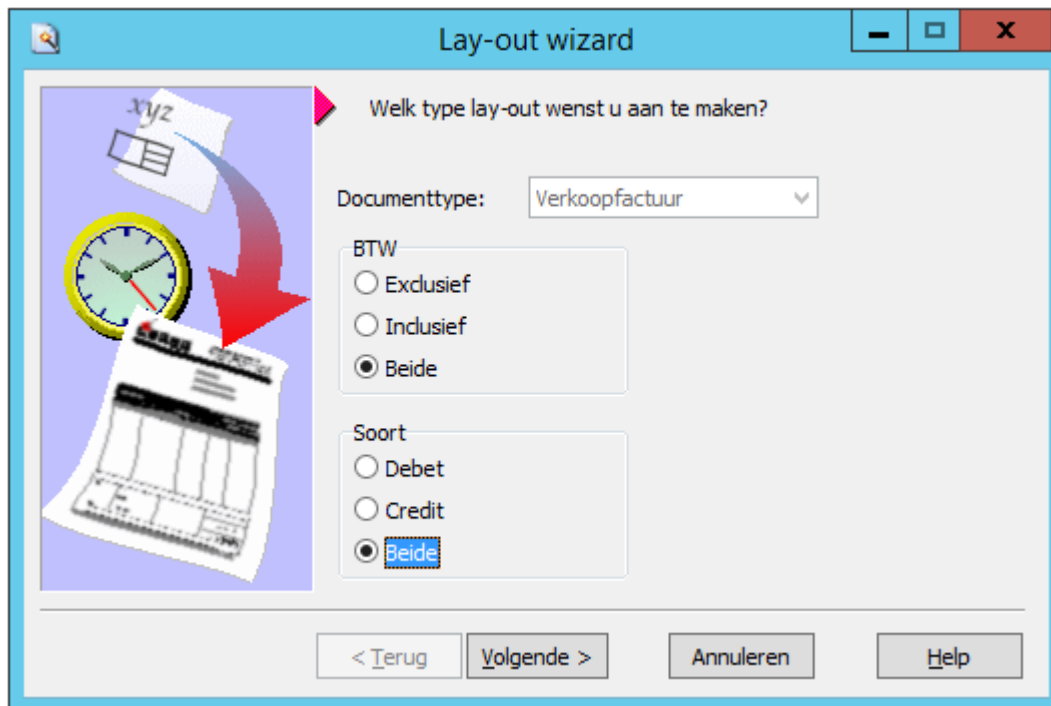 Lay-out wizard
xyz
Welk type lay-out wenst u aan te maken?
Documenttype: Verkoopfactuur
BTW
Exclusief
Inclusief
Beide
Soort
Debet
Credit
Beide
< Terug Volgende > Annuleren Help